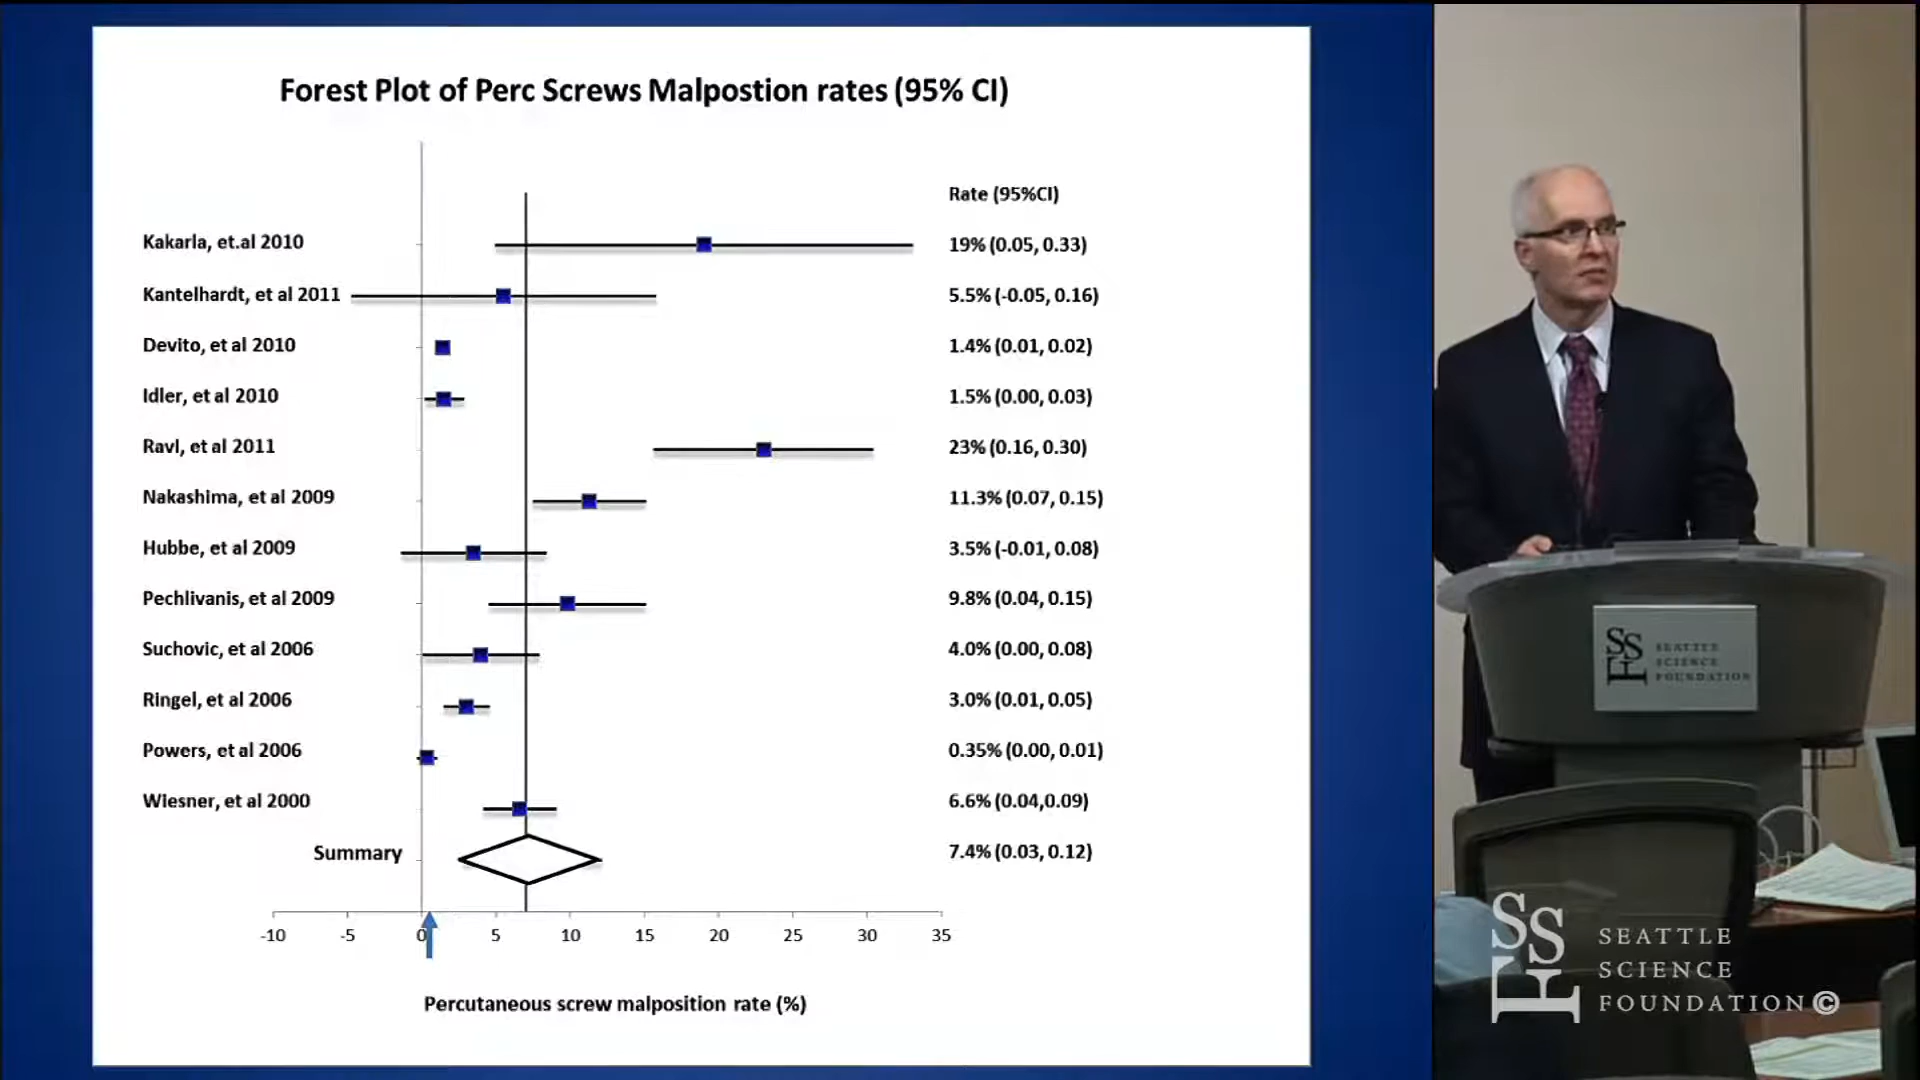 Forest Plot of Perc Screws Malpostion rates (95% CI)
Rate (95%CI)
Kakarla, et.al 2010 19% (0.05, 0.33)
Kantelhardt, et al 2011 5.5% (-0.05, 0.16)
Devito, et al 2010 1.4% (0.01, 0.02)
Idler, et al 2010 1.5% (0.00, 0.03)
Ravi, et al 2011 23% (0.16, 0.30)
Nakashima, et al 2009 11.3% (0.07, 0.15)
Hubbe, et al 2009 3.5% (-0.01, 0.08)
Pechlivanis, et al 2009 9.8% (0.04, 0.15)
Suchovic, et al 2006 4.0% (0.00, 0.08)
Ringel, et al 2006 3.0% (0.01, 0.05)
Powers, et al 2006 0.35% (0.00, 0.01)
Wiesner, et al 2000 6.6% (0.04,0.09)
Summary 7.4% (0.03, 0.12)
-10 -5 0 5 10 15 20 25 30 35
Percutaneous screw malposition rate (%)
SSF
SEATTLE
SCIENCE
FOUNDATION
SSF
SEATTLE
SCIENCE
FOUNDATION©